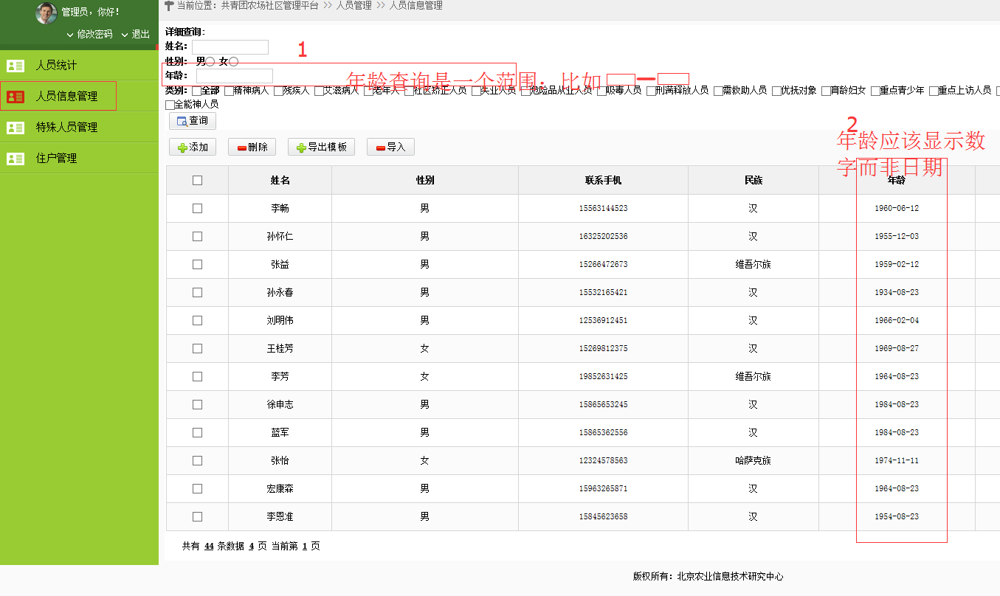 管理员，你好！
修改密码 退出
人员统计
人员信息管理
特殊人员管理
住户管理
当前位置：共青团农场社区管理平台 >> 人员管理 >> 人员信息管理
详细查询：
姓名：
1
性别： 男 女
年龄：
年龄查询是一个范围；比如 —
类别： 全部 精神病人 残疾人 艾滋病人 老年人 社区矫正人员 失业人员 危险品从业人员 吸毒人员 刑满释放人员 需救助人员 优抚对象 育龄妇女 重点青少年 重点上访人员
全能神人员
查询
添加 删除 导出模板 导入
2
年龄应该显示数
字而非日期
姓名 性别 联系手机 民族 年龄
李畅 男 15563144523 汉 1960-06-12
孙怀仁 男 16325202536 汉 1955-12-03
张益 男 15266472673 维吾尔族 1959-02-12
孙永春 男 15532165421 汉 1934-08-23
刘明伟 男 12536912451 汉 1966-02-04
王桂芳 女 15269812375 汉 1969-08-27
李芳 女 19852631425 维吾尔族 1964-08-23
徐申志 男 15865653245 汉 1984-08-23
蓝军 男 15865362556 汉 1984-08-23
张怡 女 12324578563 哈萨克族 1974-11-11
宏康森 男 15963265871 汉 1964-08-23
李恩准 男 15845623658 汉 1954-08-23
共有 44 条数据 4 页 当前第 1 页
版权所有：北京农业信息技术研究中心